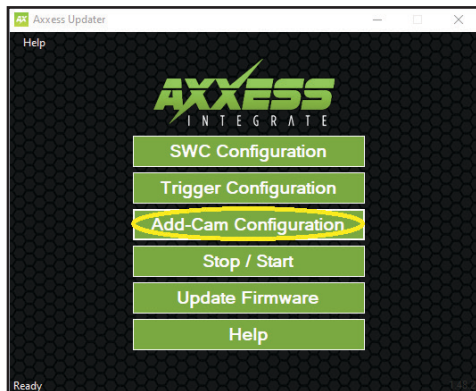 Axxess Updater
Help
AXXESS
INTEGRATE
SWC Configuration
Trigger Configuration
Add-Cam Configuration
Stop / Start
Update Firmware
Help
Ready